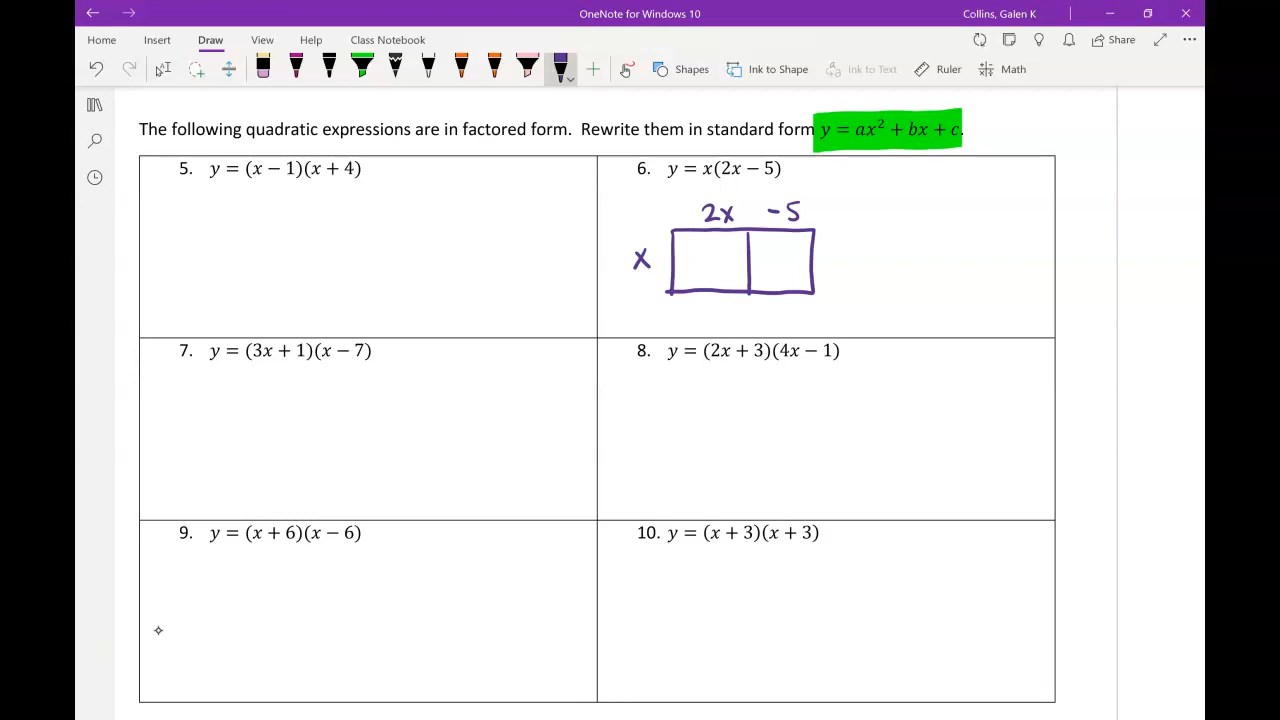 OneNote for Windows 10
Collins, Galen K
Home Insert Draw View Help Class Notebook
Share
Shapes Ink to Shape Ink to Text Ruler Math
The following quadratic expressions are in factored form. Rewrite them in standard form y = ax² + bx + c.
5. y = (x − 1)(x + 4)
6. y = x(2x − 5)
2x -5
x
7. y = (3x + 1)(x − 7)
8. y = (2x + 3)(4x − 1)
9. y = (x + 6)(x − 6)
10. y = (x + 3)(x + 3)